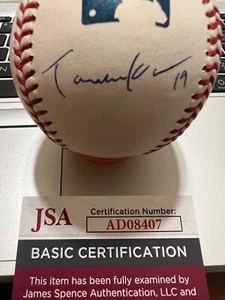 19
JSA
Certification Number:
AD08407
BASIC CERTIFICATION
This item has been fully examined by
James Spence Authentication, LLC and